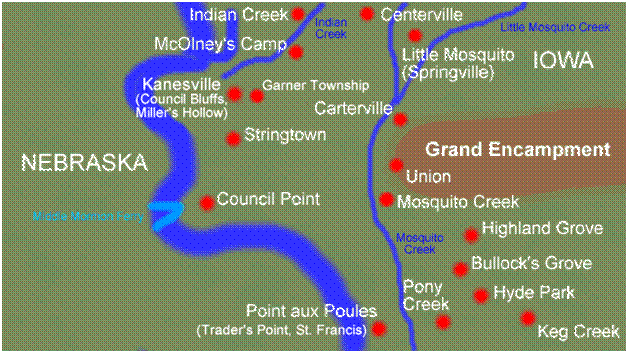 Indian Creek
Indian
Creek
Centerville
Little Mosquito Creek
McOlney's Camp
Little Mosquito
(Springville)
IOWA
Kanesville
(Council Bluffs,
Miller's Hollow)
Garner Township
Carterville
Stringtown
Grand Encampment
NEBRASKA
Union
Council Point
Mosquito Creek
Middle Mormon Ferry
Highland Grove
Mosquito
Creek
Bullock's Grove
Pony
Creek
Hyde Park
Point aux Poules
(Trader's Point, St. Francis)
Keg Creek